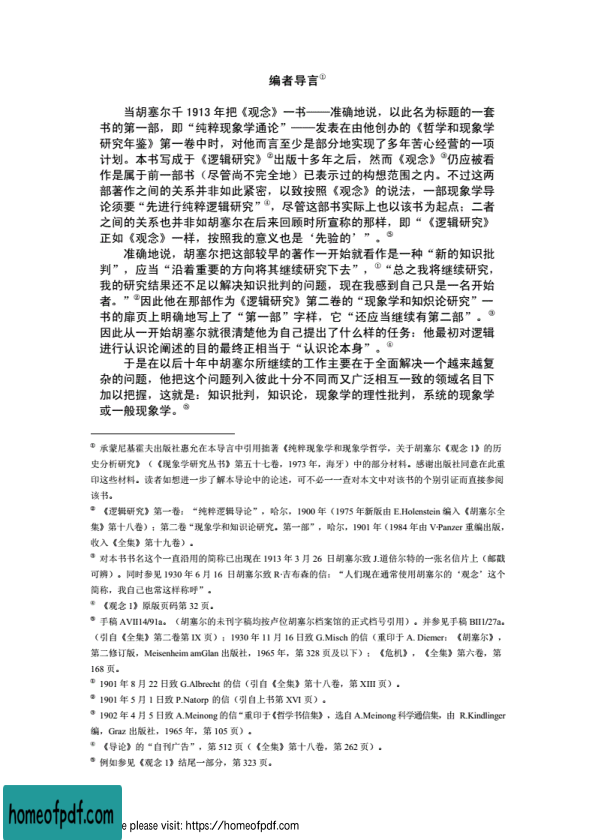 编者导言①
当胡塞尔千 1913 年把《观念》一书——准确地说，以此名为标题的一套
书的第一部，即“纯粹现象学通论”——发表在由他创办的《哲学和现象学
研究年鉴》第一卷中时，对他而言至少是部分地实现了多年苦心经营的一项
计划。本书写成于《逻辑研究》②出版十多年之后，然而《观念》③仍应被看
作是属于前一部书（尽管尚不完全地）已表示过的构想范围之内。不过这两
部著作之间的关系并非如此紧密，以致按照《观念》的说法，一部现象学导
论须要“先进行纯粹逻辑研究”④，尽管这部书实际上也以该书为起点；二者
之间的关系也并非如胡塞尔在后来回顾时所宣称的那样，即“《逻辑研究》
正如《观念》一样，按照我的意义也是‘先验的’”。⑤
准确地说，胡塞尔把这部较早的著作一开始就看作是一种“新的知识批
判”，应当“沿着重要的方向将其继续研究下去”，①“总之我将继续研究，
我的研究结果还不足以解决知识批判的问题，现在我感到自己只是一名开始
者。”②因此他在那部作为《逻辑研究》第二卷的“现象学和知炽论研究”一
书的扉页上明确地写上了“第一部”字样，它“还应当继续有第二部”。③
因此从一开始胡塞尔就很清楚他为自己提出了什么样的任务：他最初对逻辑
进行认识论阐述的目的最终正相当于“认识论本身”。④
于是在以后十年中胡塞尔所继续的工作主要在于全面解决一个越来越复
杂的问题，他把这个问题列入彼此十分不同而又广泛相互一致的领域名目下
加以把握，这就是：知识批判，知识论，现象学的理性批判，系统的现象学
或一般现象学。⑤
① 承蒙尼基霍夫出版社惠允在本导言中引用拙著《纯粹现象学和现象学哲学，关于胡塞尔《观念 1》的历
史分析研究》（《现象学研究丛书》第五十七卷，1973 年，海牙）中的部分材料。感谢出版社同意在此重
印这些材料。读者如想进一步了解本导论中的论述，可不必一一查对本文中对该书的个别引证而直接参阅
该书。
② 《逻辑研究》第一卷：“纯粹逻辑导论”，哈尔，1900 年（1975 年新版由 E.Holenstein 编入《胡塞尔全
集》第十八卷）；第二卷“现象学和知识论研究。第一部”，哈尔，1901 年（1984 年由 V·Panzer 重编出版，
收入《全集》第十九卷）。
③ 对本书书名这个一直沿用的简称已出现在 1913 年 3 月 26 日胡塞尔致 J.道倍尔特的一张名信片上（邮戳
可辨）。同时参见 1930 年 6 月 16 日胡塞尔致 R·吉布森的信：“人们现在通常使用胡塞尔的‘观念’这个
简称，我自己也常这样称呼”。
④ 《观念 1》原版页码第 32 页。
⑤ 手稿 AVII14/91a。（胡塞尔的未刊字稿均按卢位胡塞尔档案馆的正式档号引用）。并参见手稿 BII1/27a。
（引自《全集》第二卷第 IX 页）；1930 年 11 月 16 日致 G.Misch 的信（重印于 A. Diemer：《胡塞尔》，
第二修订版，Meisenheim amGlan 出版社，1965 年，第 328 页及以下）；《危机》，《全集》第六卷，第
168 页。
① 1901 年 8 月 22 日致 G.Albrecht 的信（引自《全集》第十八卷，第 XIII 页）。
② 1901 年 5 月 1 日致 P.Natorp 的信（引自上书第 XVI 页）。
③ 1902 年 4 月 5 日致 A.Meinong 的信“重印于《哲学书信集》，选自 A.Meinong 科学通信集，由 R.Kindlinger
编，Graz 出版社，1965 年，第 105 页）。
④ 《导论》的“自刊广告”，第 512 页（《全集》第十八卷，第 262 页）。
⑤ 例如参见《观念 1》结尾一部分，第 323 页。
homeofpdf.com
e please visit: https://homeofpdf.com